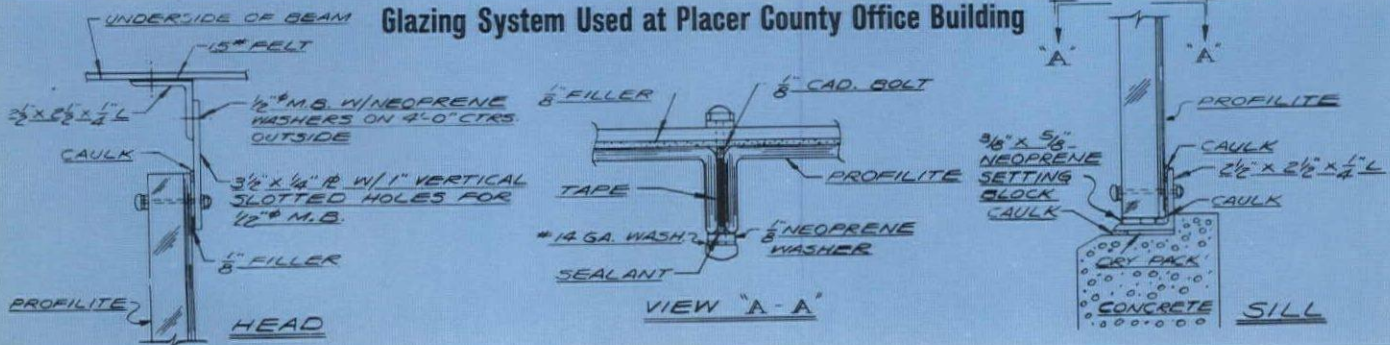 Glazing System Used at Placer County Office Building
UNDERSIDE OF BEAM
15# FELT
2½ x 2½ x ¼ L
½"ᶲ M.B. W/NEOPRENE
WASHERS ON 4'-0" CTRS.
OUTSIDE
CAULK
3½" x ¼" ℄ W/1" VERTICAL
SLOTTED HOLES FOR
½"ᶲ M.B.
⅛" FILLER
PROFILITE
HEAD
⅛" FILLER
⅛" CAD. BOLT
TAPE
PROFILITE
#14 GA. WASH.
⅛" NEOPRENE
WASHER
SEALANT
VIEW "A-A"
"A"
"A"
PROFILITE
⅜" x ⅝"
NEOPRENE
SETTING
BLOCK
CAULK
2½" x 2½" x ¼" L
CAULK
CAULK
DRY PACK
CONCRETE
SILL